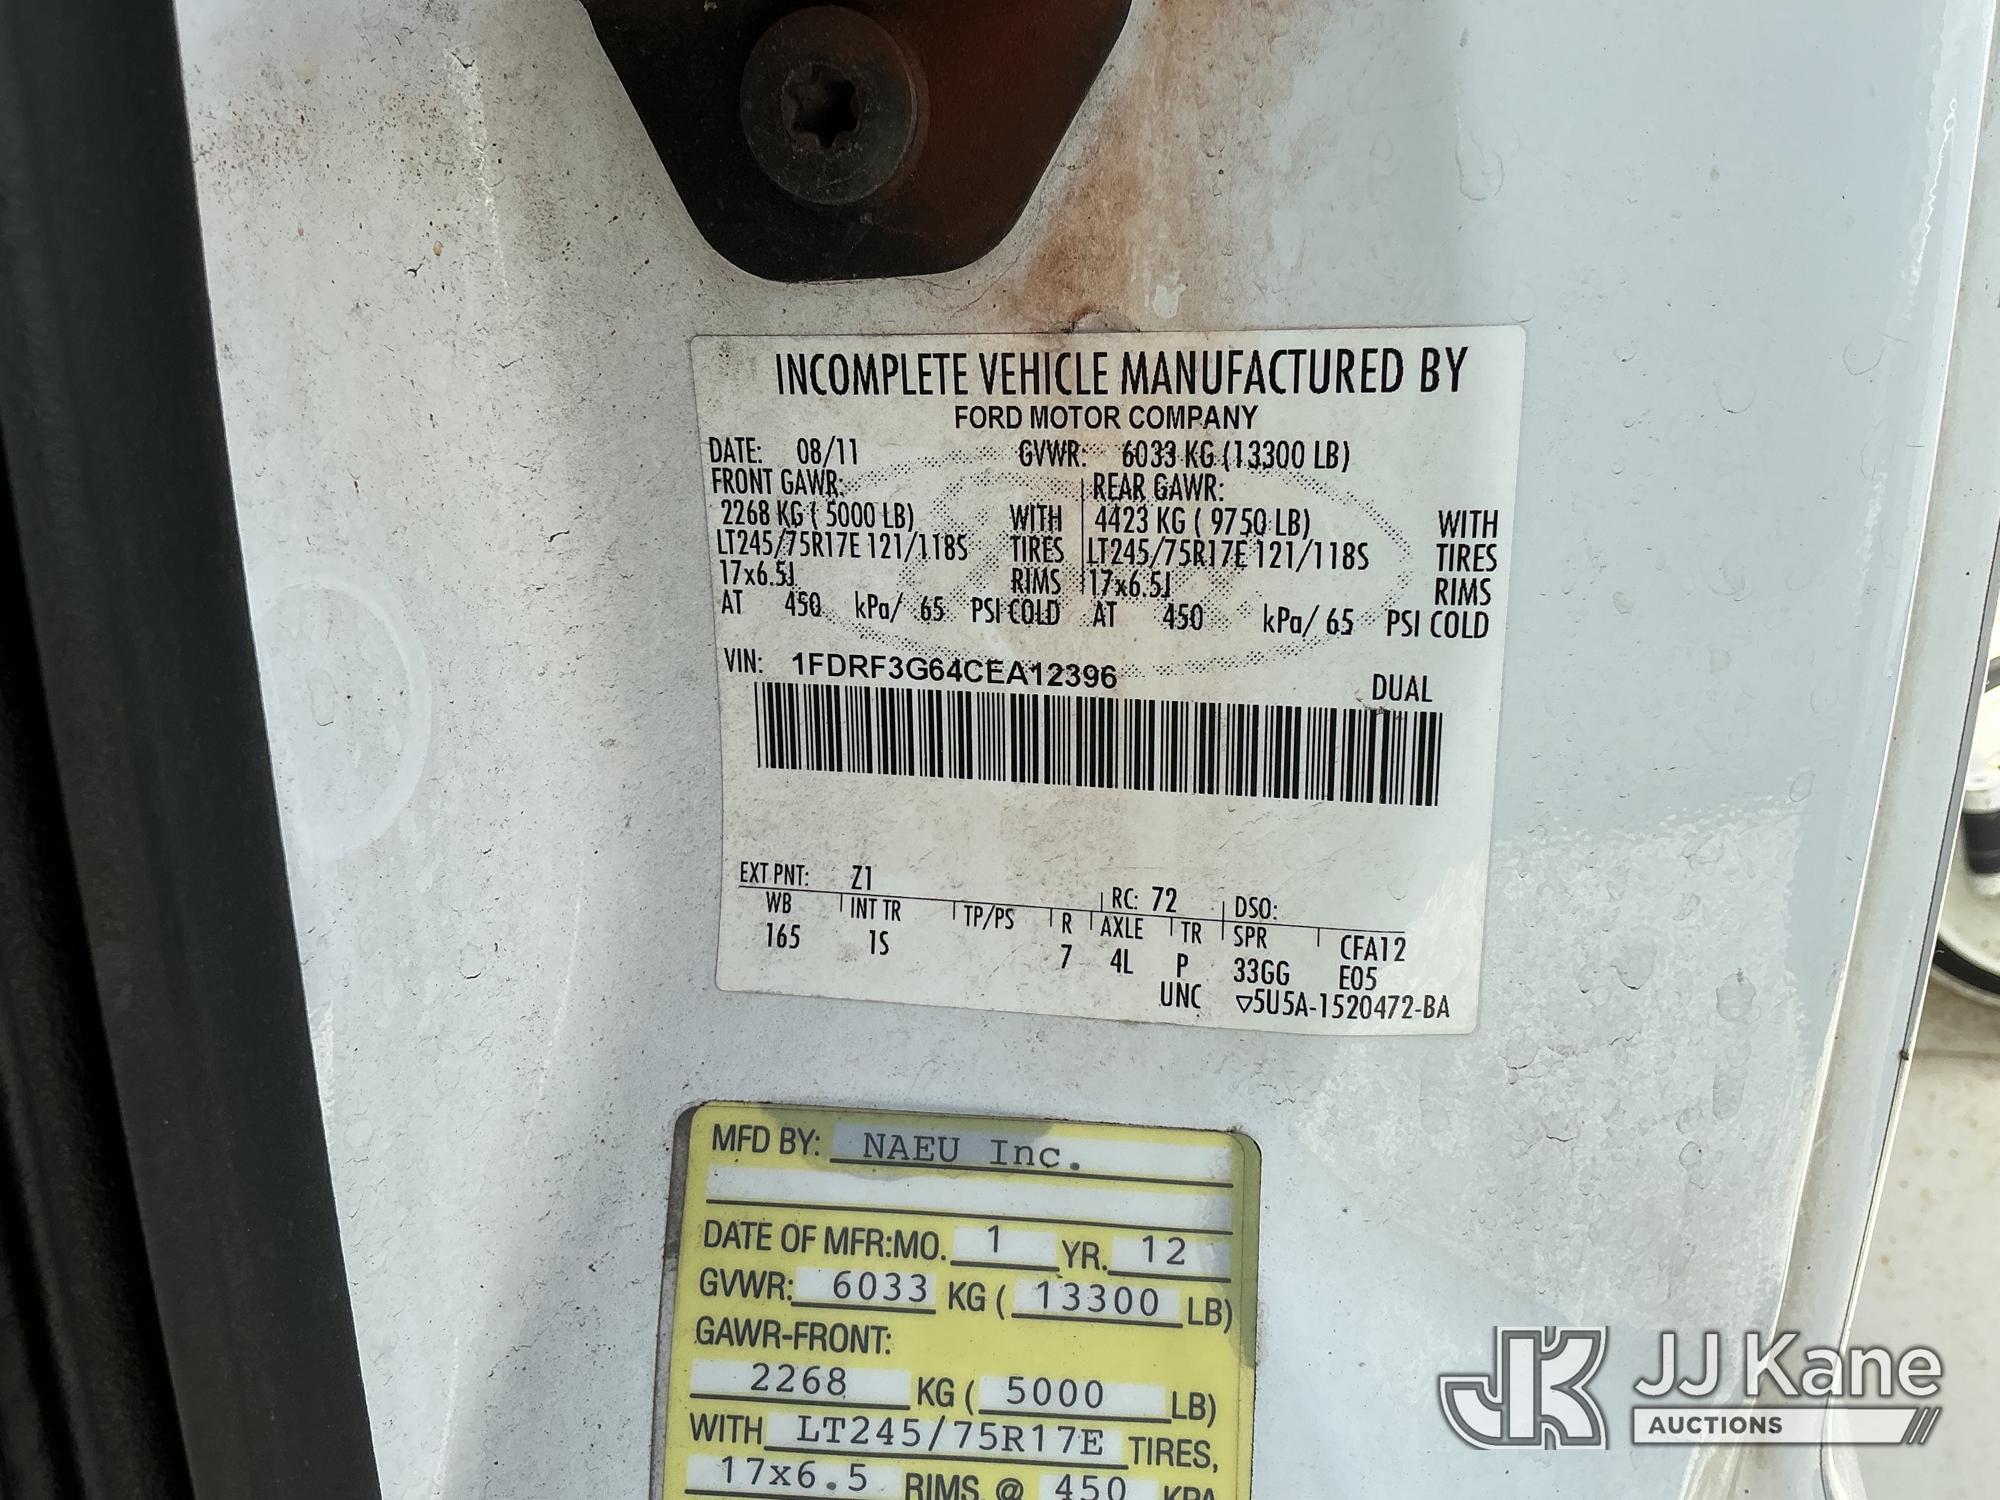 INCOMPLETE VEHICLE MANUFACTURED BY
FORD MOTOR COMPANY
DATE: 08/11 GVWR: 6033 KG (13300 LB)
FRONT GAWR: REAR GAWR:
2268 KG ( 5000 LB) WITH 4423 KG ( 9750 LB) WITH
LT245/75R17E 121/118S TIRES LT245/75R17E 121/118S TIRES
17x6.5J RIMS 17x6.5J RIMS
AT 450 kPa/ 65 PSI COLD AT 450 kPa/ 65 PSI COLD
VIN: 1FDRF3G64CEA12396
DUAL
EXT PNT: Z1 RC: 72 DSO:
WB INT TR TP/PS R AXLE TR SPR CFA12
165 1S 7 4L P 33GG E05
UNC ▽5U5A-1520472-BA
MFD BY: NAEU Inc.
DATE OF MFR:MO. 1 YR. 12
GVWR: 6033 KG ( 13300 LB)
GAWR-FRONT:
2268 KG ( 5000 LB)
WITH LT245/75R17E TIRES,
17x6.5 RIMS @ 450 KPA
JJ Kane
AUCTIONS